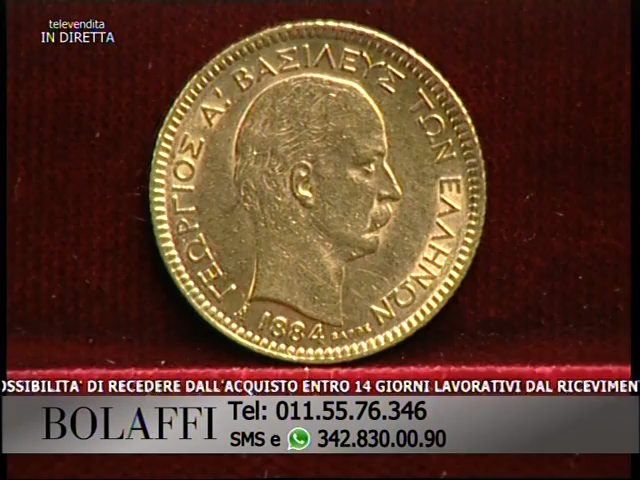 televendita
IN DIRETTA
ΓΕΩΡΓΙΟΣ Α.' ΒΑΣΙΛΕΥΣ ΤΩΝ ΕΛΛΗΝΩΝ
A 1884
OSSIBILITA' DI RECEDERE DALL'ACQUISTO ENTRO 14 GIORNI LAVORATIVI DAL RICEVIMEN
BOLAFFI
Tel: 011.55.76.346
SMS e 342.830.00.90